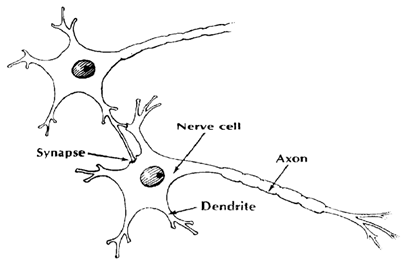 Nerve cell
Synapse
Axon
Dendrite